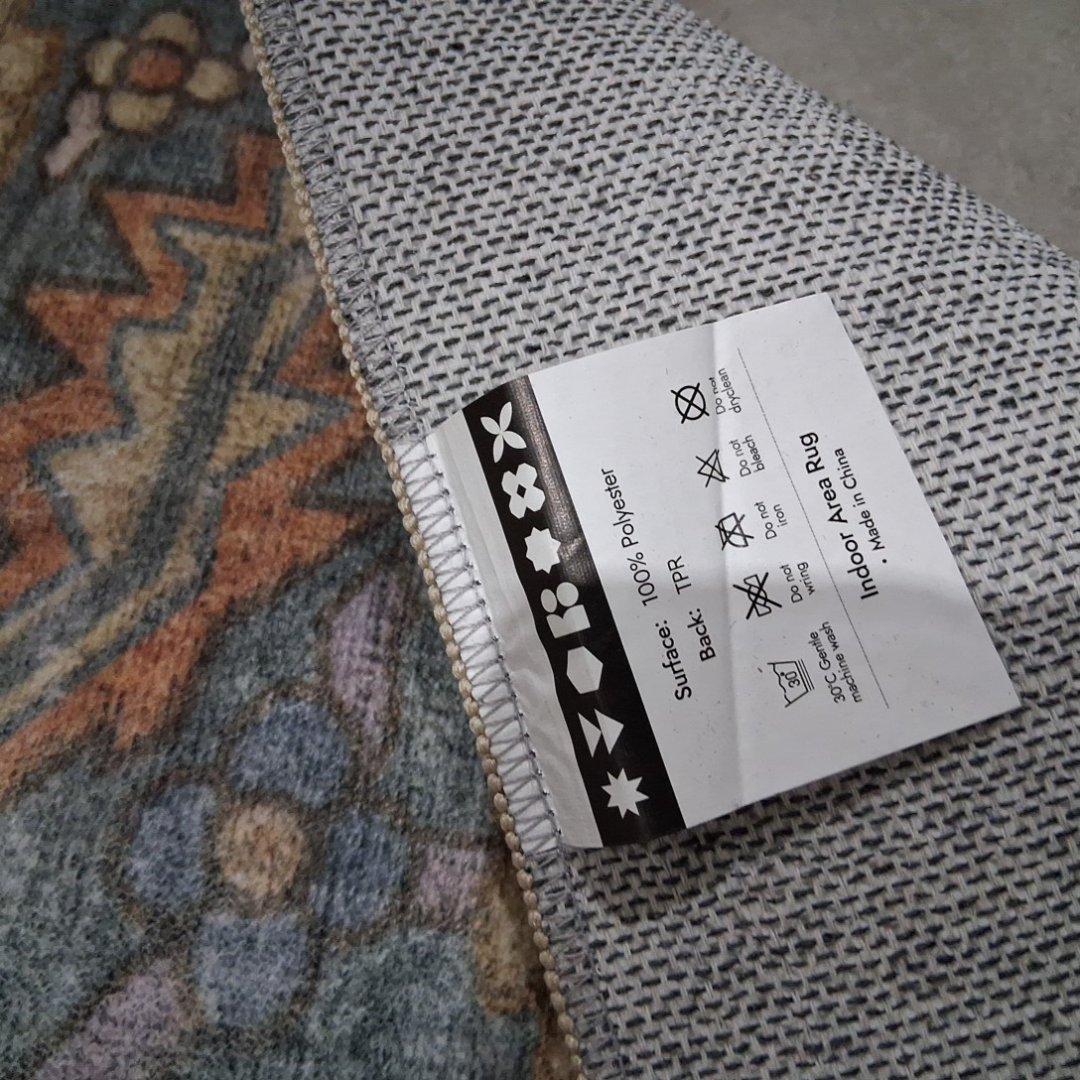 Surface: 100% Polyester
Back: TPR
30°
30°C Gentle
machine wash
Do not
wring
Do not
iron
Do not
bleach
Do not
dryclean
Indoor Area Rug
. Made in China